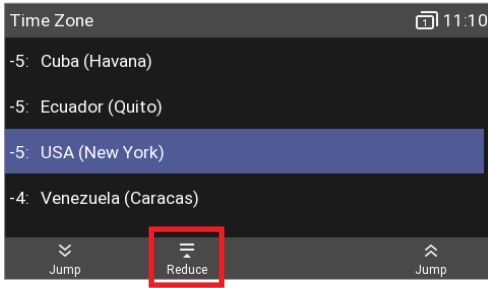 Time Zone 1 11:10
-5: Cuba (Havana)
-5: Ecuador (Quito)
-5: USA (New York)
-4: Venezuela (Caracas)
Jump Reduce Jump